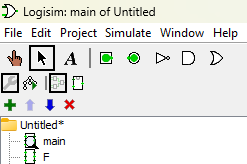 Logisim: main of Untitled
File Edit Project Simulate Window Help
A
Untitled*
main
F